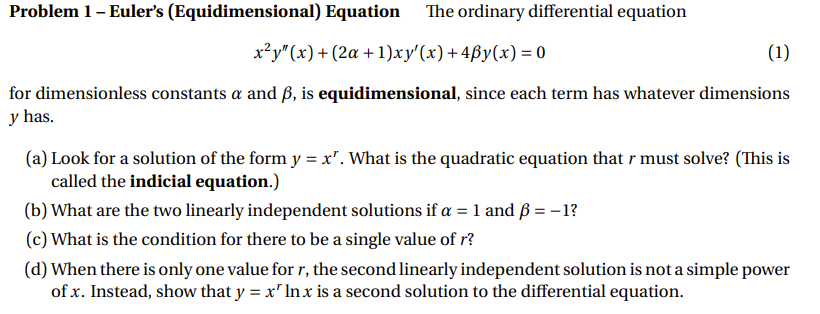 Problem 1 – Euler's (Equidimensional) Equation The ordinary differential equation
x²y″(x) + (2α + 1)xy′(x) + 4βy(x) = 0 (1)
for dimensionless constants α and β, is equidimensional, since each term has whatever dimensions
y has.
(a) Look for a solution of the form y = xʳ. What is the quadratic equation that r must solve? (This is
called the indicial equation.)
(b) What are the two linearly independent solutions if α = 1 and β = −1?
(c) What is the condition for there to be a single value of r?
(d) When there is only one value for r, the second linearly independent solution is not a simple power
of x. Instead, show that y = xʳ ln x is a second solution to the differential equation.